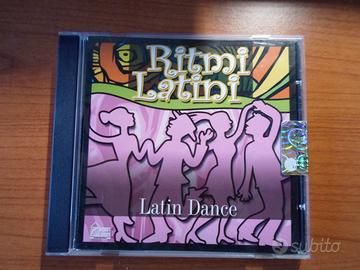 Ritmi
Latini
Latin Dance
subito